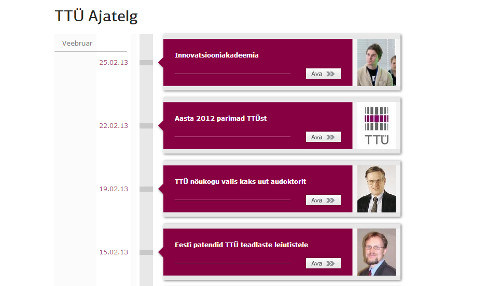 TTÜ Ajatelg
Veebruar
25.02.13
Innovatsiooniakadeemia
Ava
22.02.13
Aasta 2012 parimad TTÜst
Ava
TTÜ
19.02.13
TTÜ nõukogu valis kaks uut audoktorit
Ava
15.02.13
Eesti patendid TTÜ teadlaste leiutistele
Ava